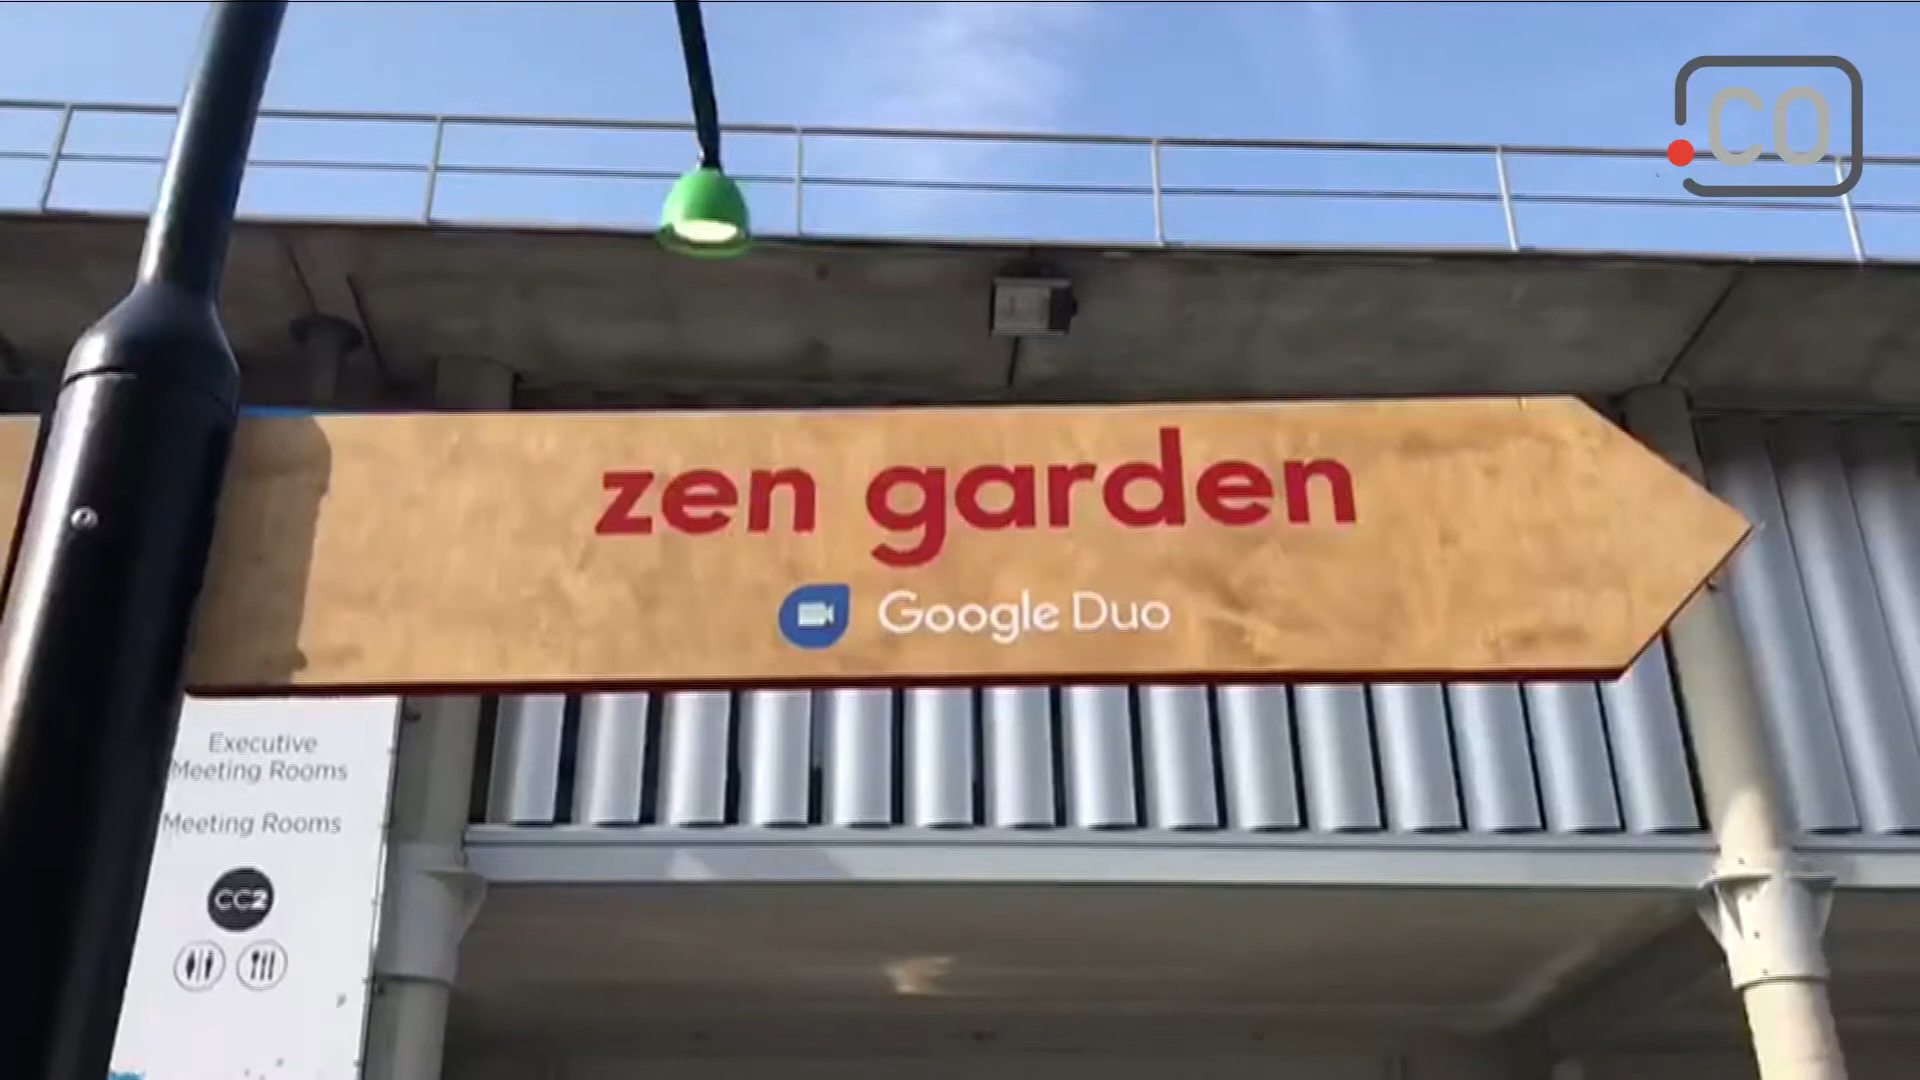 .CO
zen garden
Google Duo
Executive
Meeting Rooms
Meeting Rooms
CC2